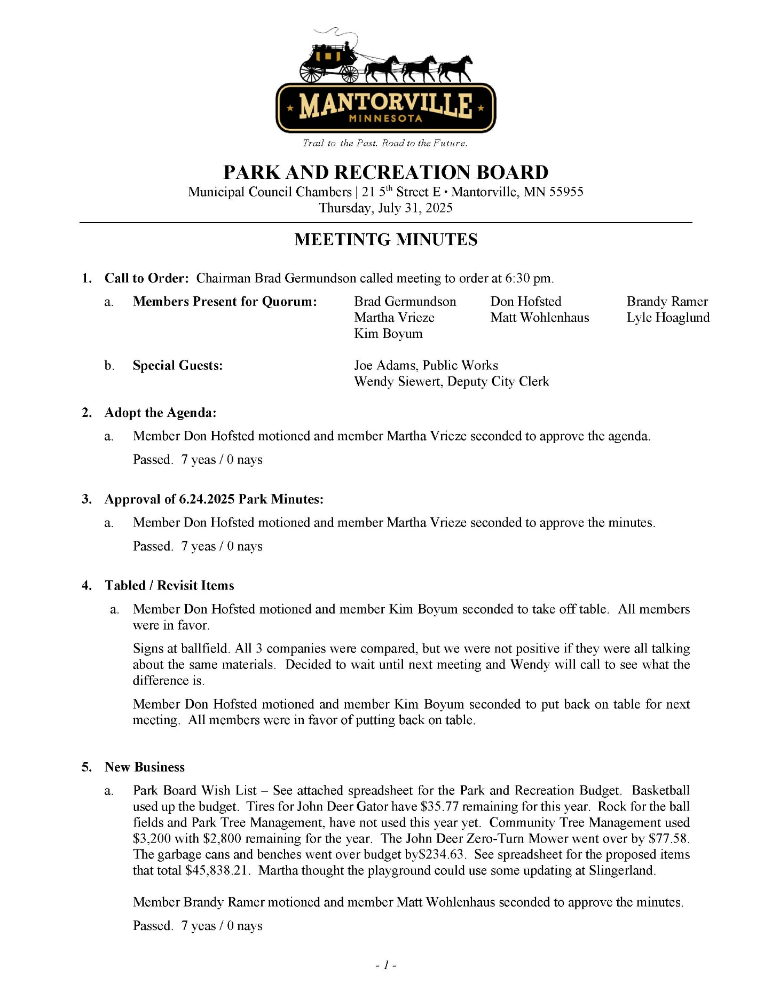 MANTORVILLE
MINNESOTA
Trail to the Past. Road to the Future.
PARK AND RECREATION BOARD
Municipal Council Chambers | 21 5th Street E • Mantorville, MN 55955
Thursday, July 31, 2025
MEETINTG MINUTES
1. Call to Order: Chairman Brad Germundson called meeting to order at 6:30 pm.
a. Members Present for Quorum: Brad Germundson Don Hofsted Brandy Ramer
Martha Vrieze Matt Wohlenhaus Lyle Hoaglund
Kim Boyum
b. Special Guests: Joe Adams, Public Works
Wendy Siewert, Deputy City Clerk
2. Adopt the Agenda:
a. Member Don Hofsted motioned and member Martha Vrieze seconded to approve the agenda.
Passed. 7 yeas / 0 nays
3. Approval of 6.24.2025 Park Minutes:
a. Member Don Hofsted motioned and member Martha Vrieze seconded to approve the minutes.
Passed. 7 yeas / 0 nays
4. Tabled / Revisit Items
a. Member Don Hofsted motioned and member Kim Boyum seconded to take off table. All members
were in favor.
Signs at ballfield. All 3 companies were compared, but we were not positive if they were all talking
about the same materials. Decided to wait until next meeting and Wendy will call to see what the
difference is.
Member Don Hofsted motioned and member Kim Boyum seconded to put back on table for next
meeting. All members were in favor of putting back on table.
5. New Business
a. Park Board Wish List – See attached spreadsheet for the Park and Recreation Budget. Basketball
used up the budget. Tires for John Deer Gator have $35.77 remaining for this year. Rock for the ball
fields and Park Tree Management, have not used this year yet. Community Tree Management used
$3,200 with $2,800 remaining for the year. The John Deer Zero-Turn Mower went over by $77.58.
The garbage cans and benches went over budget by$234.63. See spreadsheet for the proposed items
that total $45,838.21. Martha thought the playground could use some updating at Slingerland.
Member Brandy Ramer motioned and member Matt Wohlenhaus seconded to approve the minutes.
Passed. 7 yeas / 0 nays
- 1 -